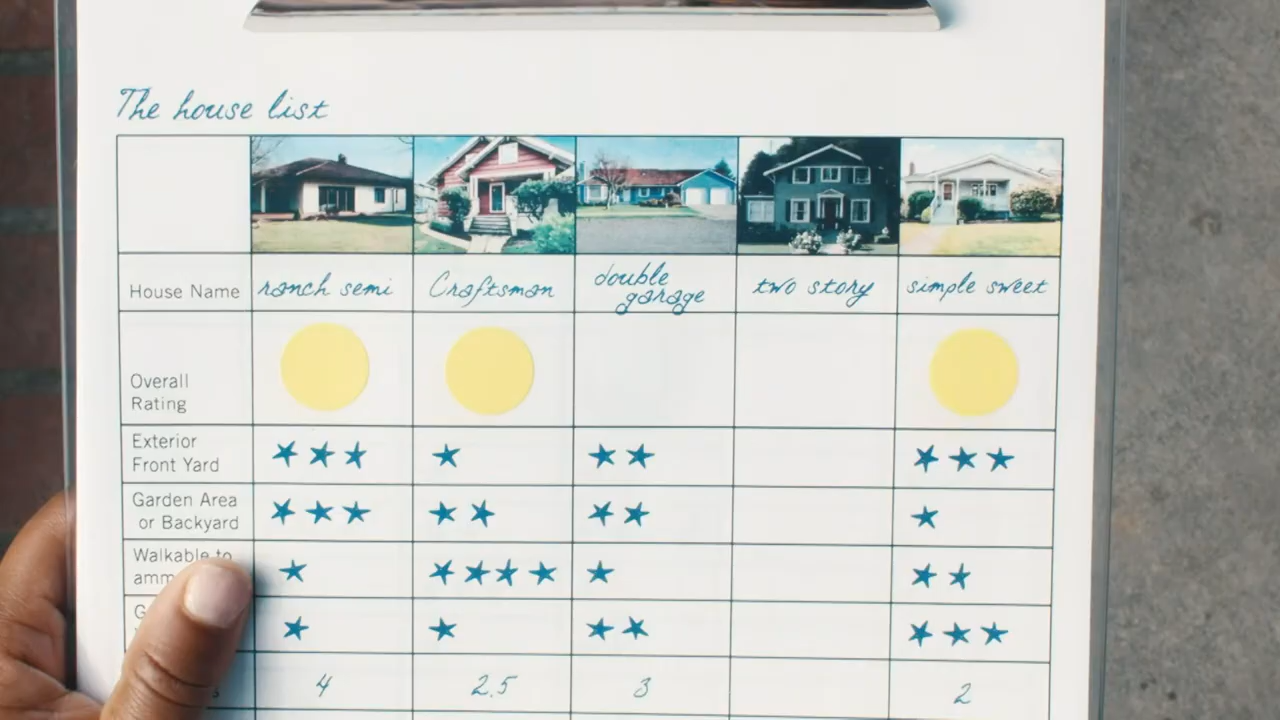 The house list
House Name ranch semi Craftsman double garage two story simple sweet
Overall
Rating
Exterior
Front Yard
Garden Area
or Backyard
Walkable to
4 2.5 3 2